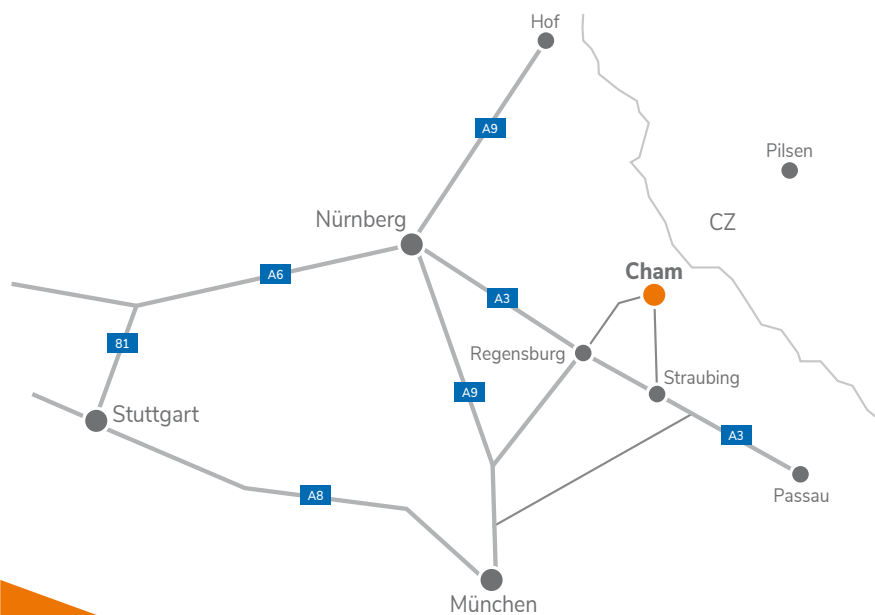 Hof
A9
Pilsen
Nürnberg
CZ
A6
Cham
A3
81
Regensburg
Straubing
A9
Stuttgart
A3
A8
Passau
München